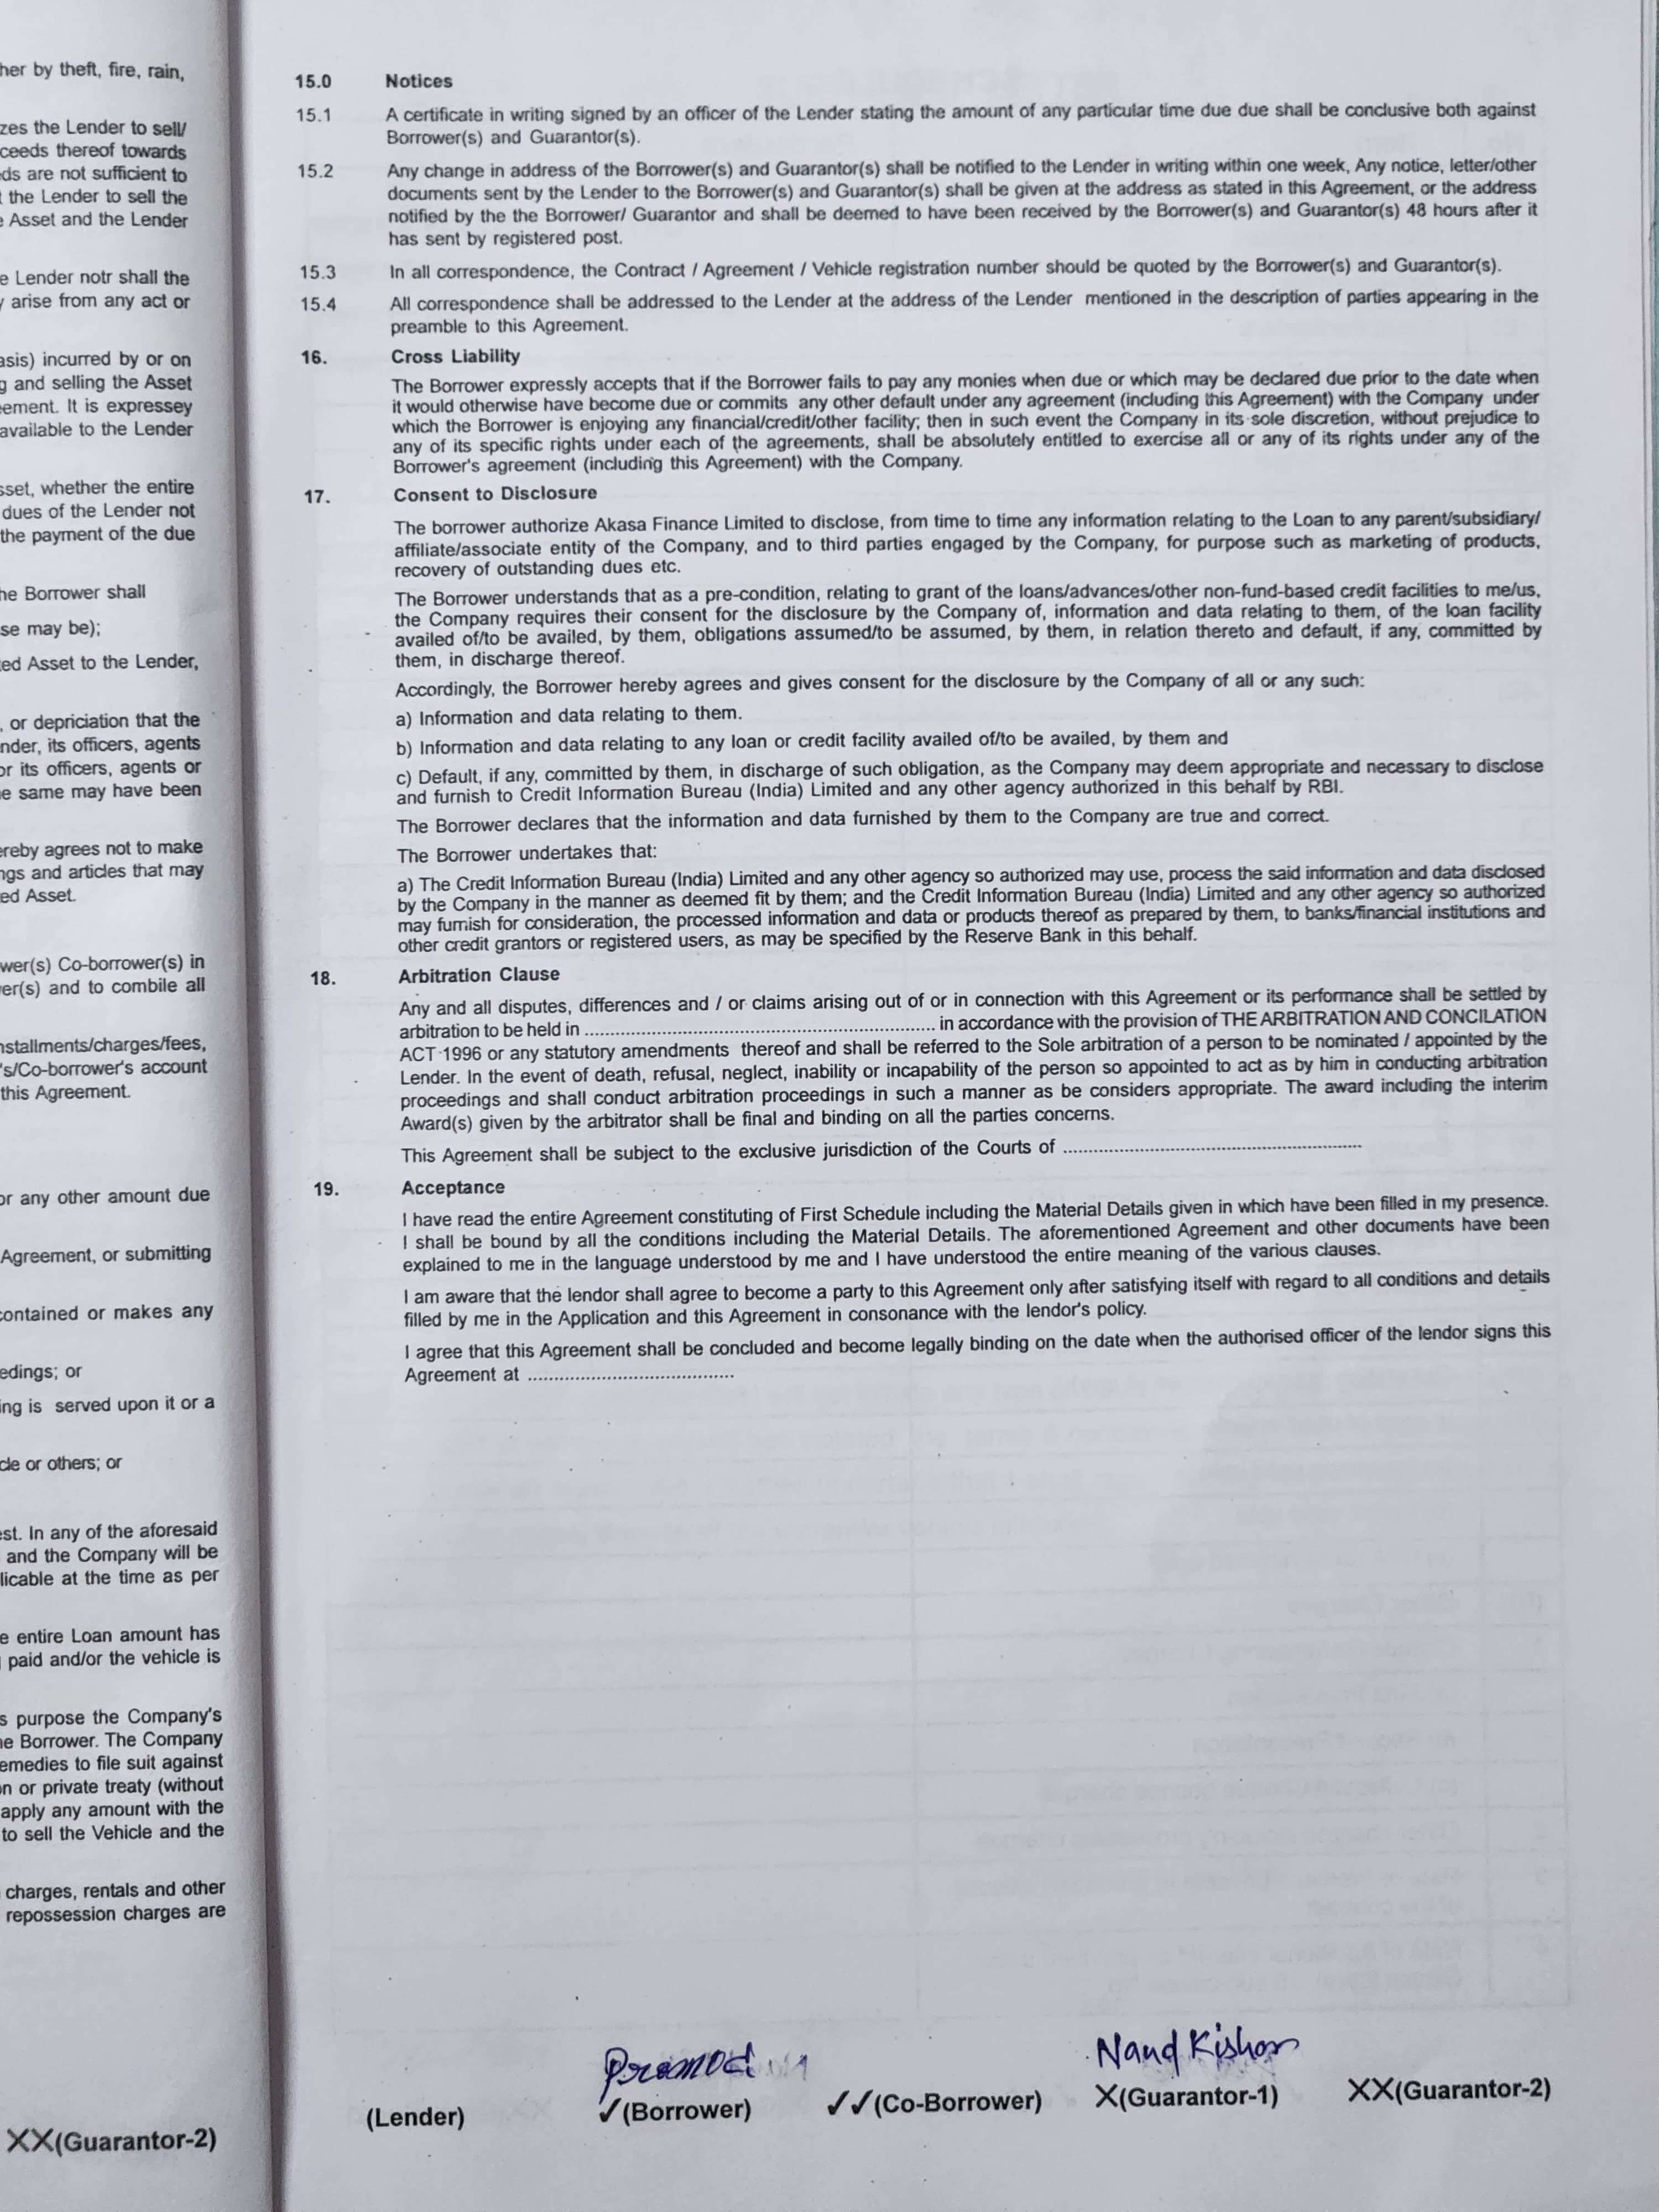 her by theft, fire, rain,
zes the Lender to sell/
ceeds thereof towards
ds are not sufficient to
the Lender to sell the
Asset and the Lender
e Lender notr shall the
arise from any act or
asis) incurred by or on
g and selling the Asset
eement. It is expressey
available to the Lender
sset, whether the entire
dues of the Lender not
the payment of the due
he Borrower shall
se may be);
ed Asset to the Lender,
, or depriciation that the
nder, its officers, agents
or its officers, agents or
e same may have been
ereby agrees not to make
ngs and articles that may
ed Asset.
wer(s) Co-borrower(s) in
er(s) and to combile all
nstallments/charges/fees,
's/Co-borrower's account
this Agreement.
or any other amount due
Agreement, or submitting
contained or makes any
edings; or
ing is served upon it or a
cle or others; or
est. In any of the aforesaid
and the Company will be
licable at the time as per
e entire Loan amount has
paid and/or the vehicle is
s purpose the Company's
ne Borrower. The Company
emedies to file suit against
on or private treaty (without
apply any amount with the
to sell the Vehicle and the
charges, rentals and other
repossession charges are
XX(Guarantor-2)
15.0 Notices
15.1 A certificate in writing signed by an officer of the Lender stating the amount of any particular time due due shall be conclusive both against
Borrower(s) and Guarantor(s).
15.2 Any change in address of the Borrower(s) and Guarantor(s) shall be notified to the Lender in writing within one week, Any notice, letter/other
documents sent by the Lender to the Borrower(s) and Guarantor(s) shall be given at the address as stated in this Agreement, or the address
notified by the the Borrower/ Guarantor and shall be deemed to have been received by the Borrower(s) and Guarantor(s) 48 hours after it
has sent by registered post.
15.3 In all correspondence, the Contract / Agreement / Vehicle registration number should be quoted by the Borrower(s) and Guarantor(s).
15.4 All correspondence shall be addressed to the Lender at the address of the Lender mentioned in the description of parties appearing in the
preamble to this Agreement.
16. Cross Liability
The Borrower expressly accepts that if the Borrower fails to pay any monies when due or which may be declared due prior to the date when
it would otherwise have become due or commits any other default under any agreement (including this Agreement) with the Company under
which the Borrower is enjoying any financial/credit/other facility; then in such event the Company in its sole discretion, without prejudice to
any of its specific rights under each of the agreements, shall be absolutely entitled to exercise all or any of its rights under any of the
Borrower's agreement (including this Agreement) with the Company.
17. Consent to Disclosure
The borrower authorize Akasa Finance Limited to disclose, from time to time any information relating to the Loan to any parent/subsidiary/
affiliate/associate entity of the Company, and to third parties engaged by the Company, for purpose such as marketing of products,
recovery of outstanding dues etc.
The Borrower understands that as a pre-condition, relating to grant of the loans/advances/other non-fund-based credit facilities to me/us,
the Company requires their consent for the disclosure by the Company of, information and data relating to them, of the loan facility
availed of/to be availed, by them, obligations assumed/to be assumed, by them, in relation thereto and default, if any, committed by
them, in discharge thereof.
Accordingly, the Borrower hereby agrees and gives consent for the disclosure by the Company of all or any such:
a) Information and data relating to them.
b) Information and data relating to any loan or credit facility availed of/to be availed, by them and
c) Default, if any, committed by them, in discharge of such obligation, as the Company may deem appropriate and necessary to disclose
and furnish to Credit Information Bureau (India) Limited and any other agency authorized in this behalf by RBI.
The Borrower declares that the information and data furnished by them to the Company are true and correct.
The Borrower undertakes that:
a) The Credit Information Bureau (India) Limited and any other agency so authorized may use, process the said information and data disclosed
by the Company in the manner as deemed fit by them; and the Credit Information Bureau (India) Limited and any other agency so authorized
may furnish for consideration, the processed information and data or products thereof as prepared by them, to banks/financial institutions and
other credit grantors or registered users, as may be specified by the Reserve Bank in this behalf.
18. Arbitration Clause
Any and all disputes, differences and / or claims arising out of or in connection with this Agreement or its performance shall be settled by
arbitration to be held in ........................................ in accordance with the provision of THE ARBITRATION AND CONCILATION
ACT 1996 or any statutory amendments thereof and shall be referred to the Sole arbitration of a person to be nominated / appointed by the
Lender. In the event of death, refusal, neglect, inability or incapability of the person so appointed to act as by him in conducting arbitration
proceedings and shall conduct arbitration proceedings in such a manner as be considers appropriate. The award including the interim
Award(s) given by the arbitrator shall be final and binding on all the parties concerns.
This Agreement shall be subject to the exclusive jurisdiction of the Courts of ........................................
19. Acceptance
I have read the entire Agreement constituting of First Schedule including the Material Details given in which have been filled in my presence.
I shall be bound by all the conditions including the Material Details. The aforementioned Agreement and other documents have been
explained to me in the language understood by me and I have understood the entire meaning of the various clauses.
I am aware that the lendor shall agree to become a party to this Agreement only after satisfying itself with regard to all conditions and details
filled by me in the Application and this Agreement in consonance with the lendor's policy.
I agree that this Agreement shall be concluded and become legally binding on the date when the authorised officer of the lendor signs this
Agreement at ....................................
Pramod Nand Kishor
(Lender) ✓(Borrower) ✓✓(Co-Borrower) X(Guarantor-1) XX(Guarantor-2)